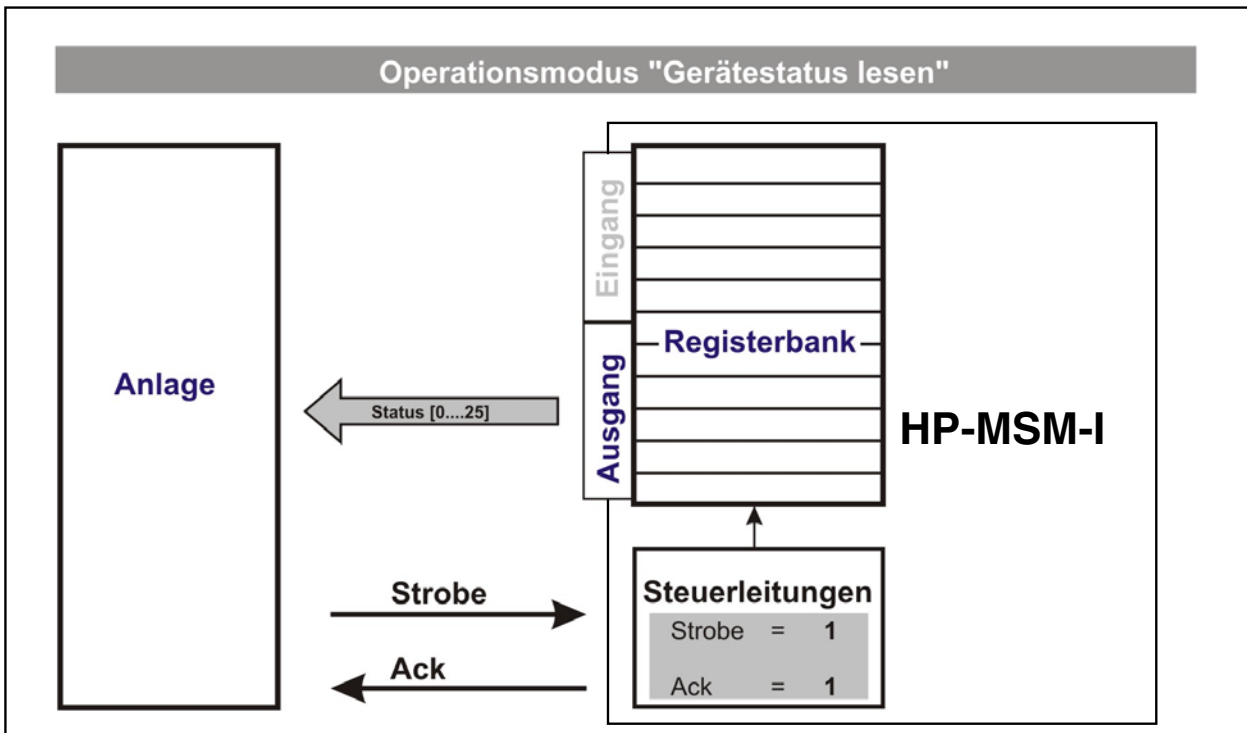 Operationsmodus "Gerätestatus lesen"
Anlage
Eingang
Ausgang
Registerbank
Status [0....25]
HP-MSM-I
Strobe
Ack
Steuerleitungen
Strobe = 1
Ack = 1